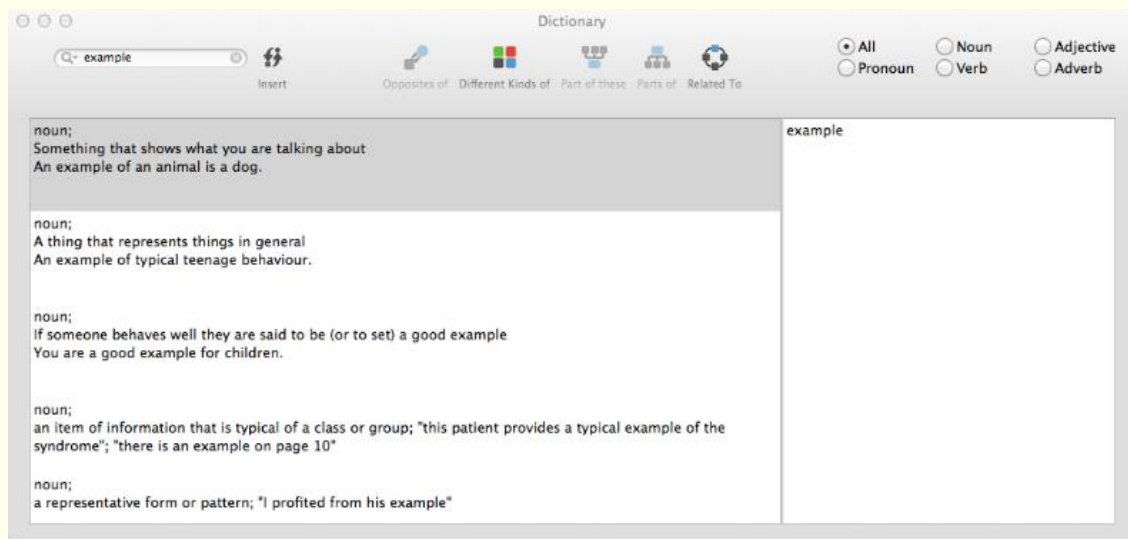 Dictionary
example
Insert
Opposites of
Different Kinds of
Part of these
Parts of
Related To
All
Noun
Adjective
Pronoun
Verb
Adverb
noun;
Something that shows what you are talking about
An example of an animal is a dog.
noun;
A thing that represents things in general
An example of typical teenage behaviour.
noun;
If someone behaves well they are said to be (or to set) a good example
You are a good example for children.
noun;
an item of information that is typical of a class or group; "this patient provides a typical example of the
syndrome"; "there is an example on page 10"
noun;
a representative form or pattern; "I profited from his example"
example